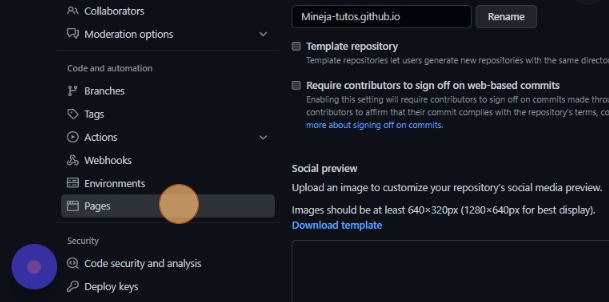 Collaborators
Moderation options
Code and automation
Branches
Tags
Actions
Webhooks
Environments
Pages
Security
Code security and analysis
Deploy keys
Mineja-tutos.github.io
Rename
Template repository
Template repositories let users generate new repositories with the same director
Require contributors to sign off on web-based commits
Enabling this setting will require contributors to sign off on commits made throu
contributors to affirm that their commit complies with the repository's terms, co
more about signing off on commits.
Social preview
Upload an image to customize your repository's social media preview.
Images should be at least 640×320px (1280×640px for best display).
Download template